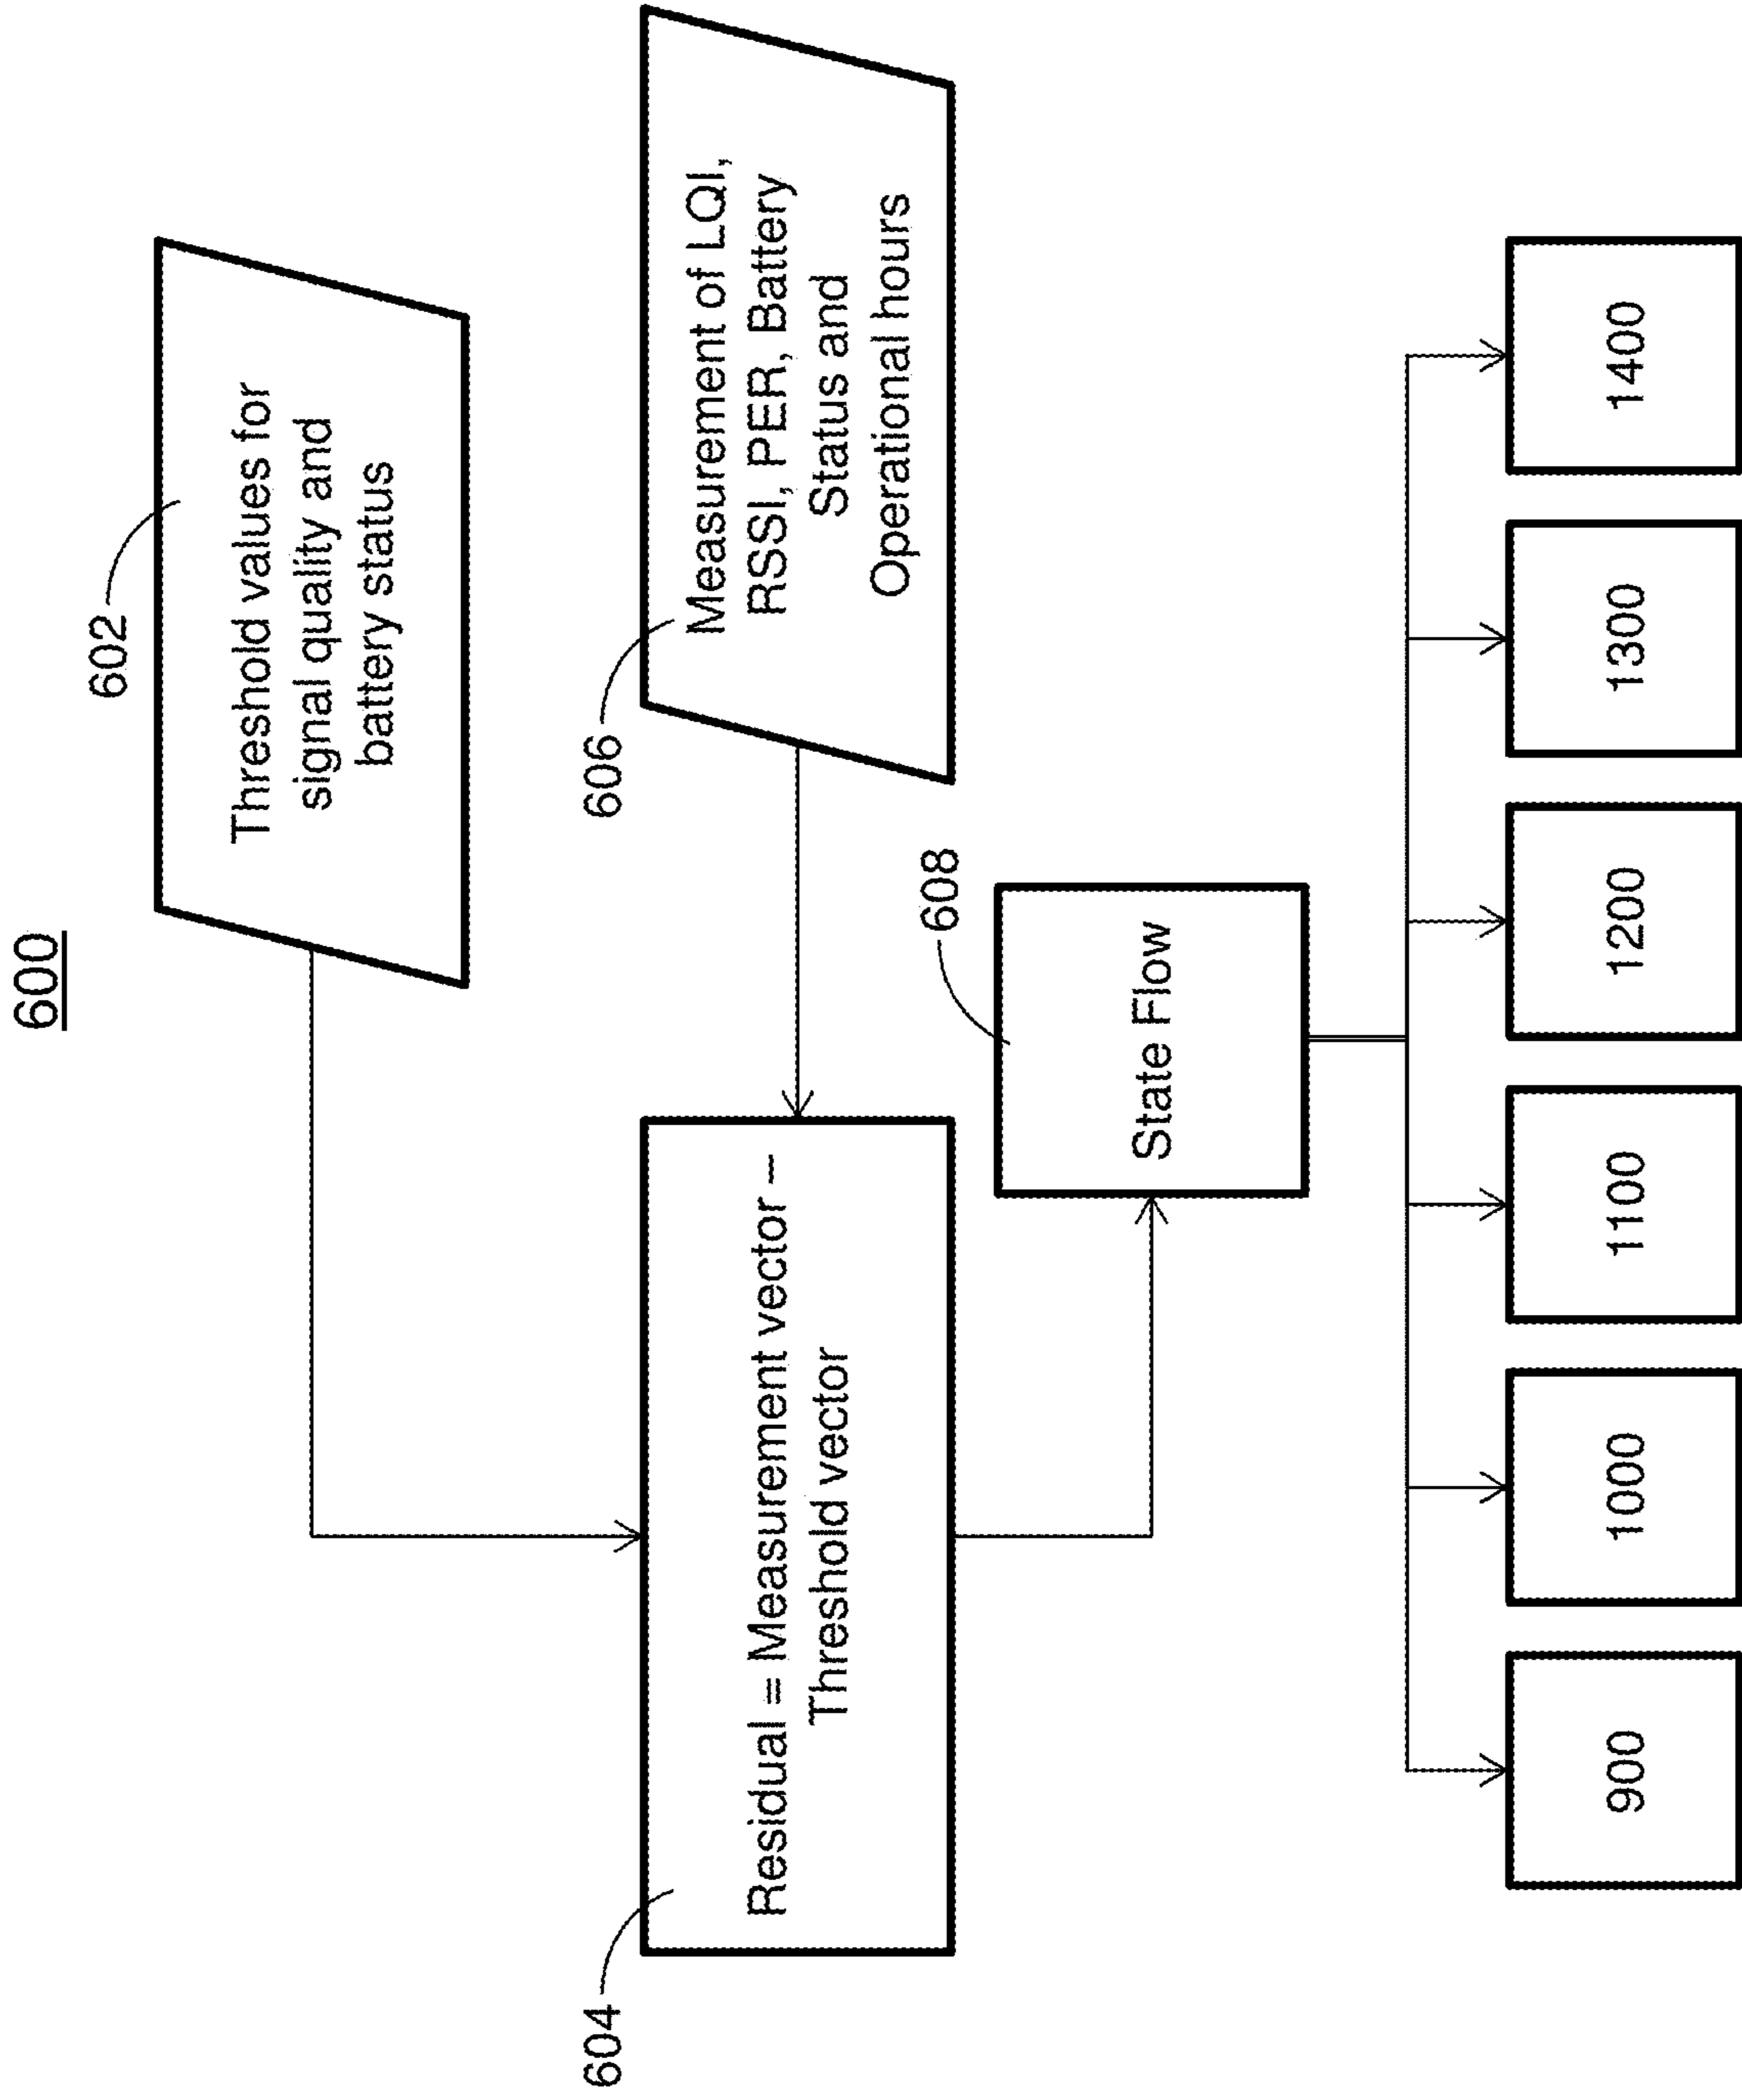 600
602
Threshold values for
signal quality and
battery status
604
Residual = Measurement vector –
Threshold vector
606
Measurement of LQI,
RSSI, PER, Battery
Status and
Operational hours
608
State Flow
900
1000
1100
1200
1300
1400